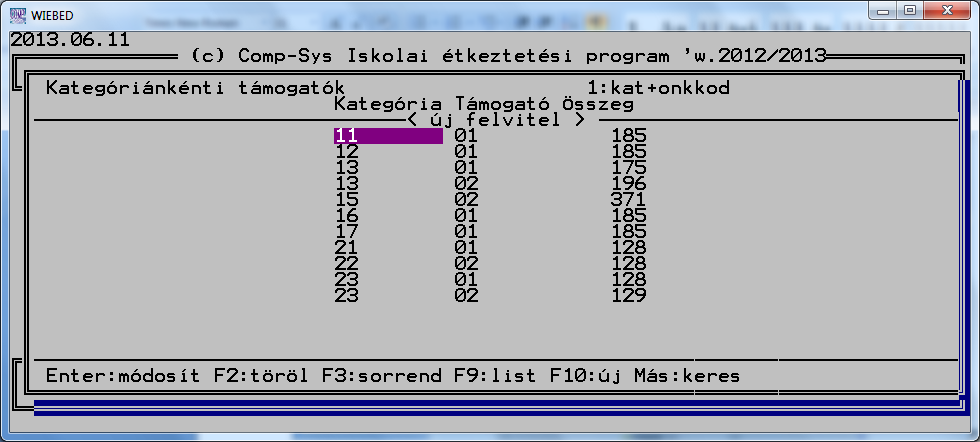 WIEBED
2013.06.11
(c) Comp-Sys Iskolai étkeztetési program 'w.2012/2013
Kategóriánkénti támogatók 1:kat+onkkod
Kategória Támogató Összeg
< új felvitel >
11 01 185
12 01 185
13 01 175
13 02 196
15 02 371
16 01 185
17 01 185
21 01 128
22 02 128
23 01 128
23 02 129
Enter:módosít F2:töröl F3:sorrend F9:list F10:új Más:keres